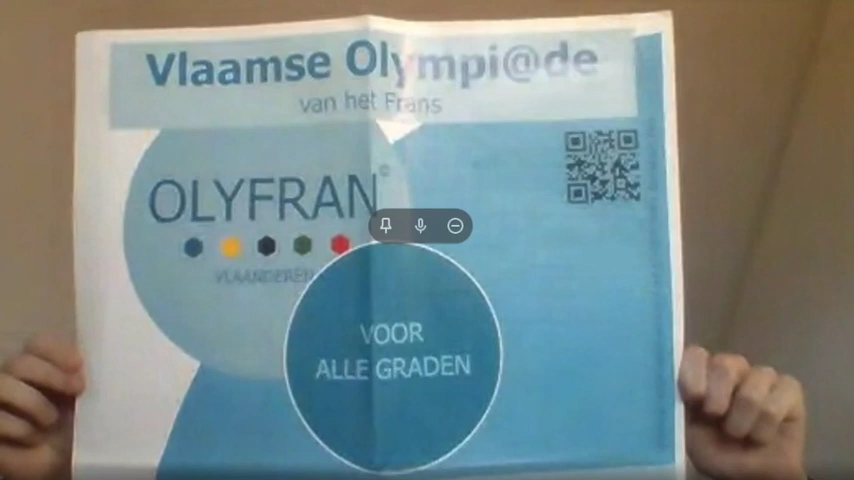 Vlaamse Olympi@de
van het Frans
OLYFRAN©
VLAANDEREN
VOOR
ALLE GRADEN